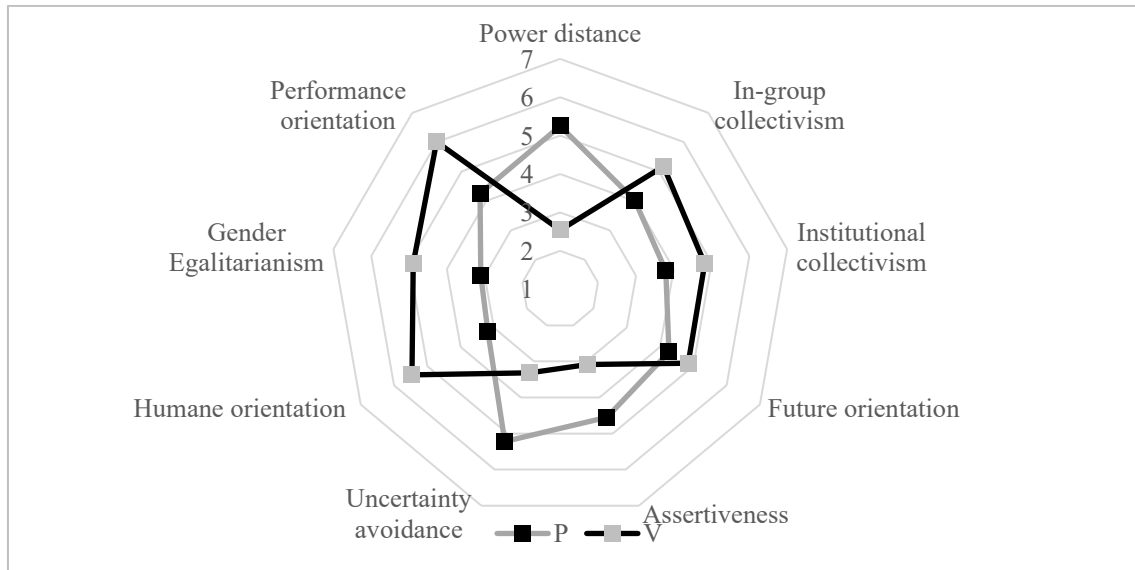 Power distance
7
6
5
4
3
2
1
In-group
collectivism
Institutional
collectivism
Future orientation
Assertiveness
Uncertainty
avoidance
Humane orientation
Gender
Egalitarianism
Performance
orientation
P
V